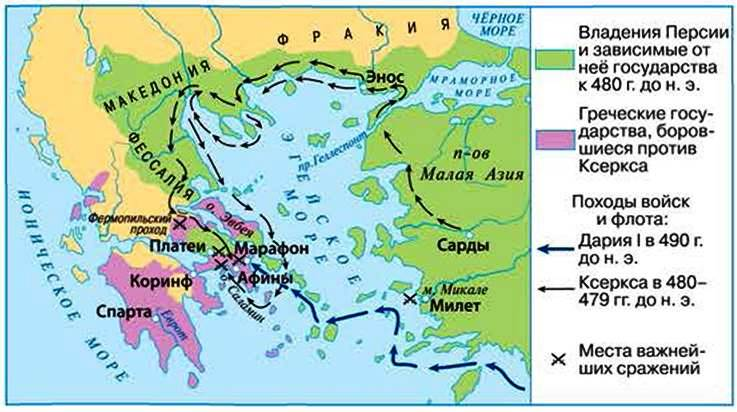 ЧЁРНОЕ
МОРЕ
ФРАКИЯ
МАКЕДОНИЯ
Энос
МРАМОРНОЕ
МОРЕ
пр.Геллеспонт
ФЕССАЛИЯ
ЭГЕЙСКОЕ
МОРЕ
п-ов
Малая Азия
Фермопильский
проход
о. Эвбея
Сарды
Платеи
Марафон
Афины
Саламин
Коринф
Спарта
Еврот
м. Микале
Милет
ИОНИЧЕСКОЕ МОРЕ
Владения Персии
и зависимые от
неё государства
к 480 г. до н. э.
Греческие госу-
дарства, боров-
шиеся против
Ксеркса
Походы войск
и флота:
Дария I в 490 г.
до н. э.
Ксеркса в 480–
479 гг. до н. э.
Места важней-
ших сражений